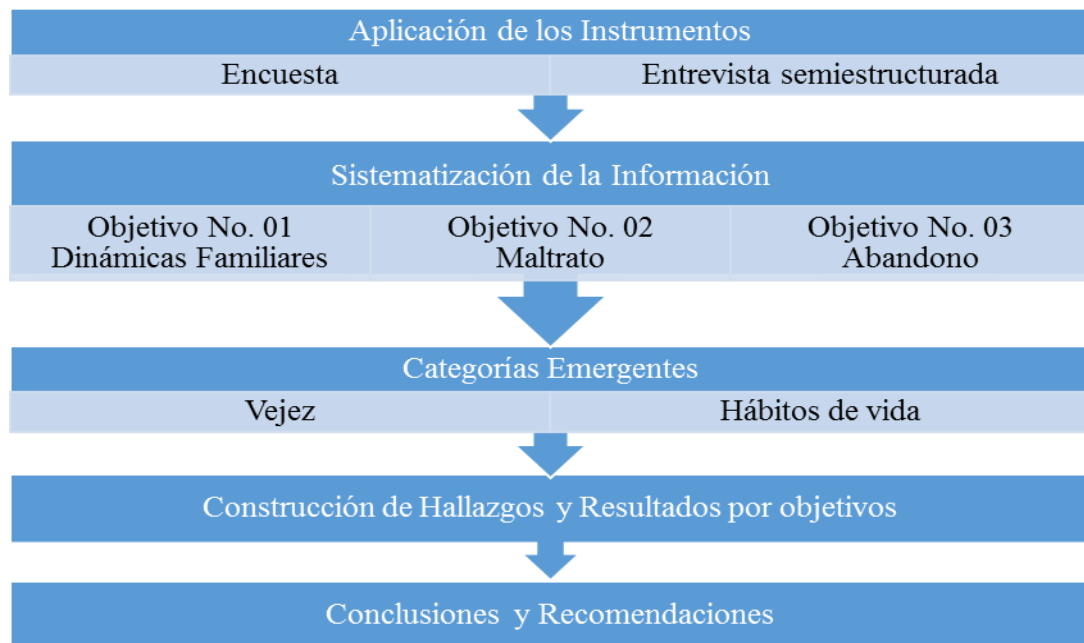 Aplicación de los Instrumentos
Encuesta
Entrevista semiestructurada
Sistematización de la Información
Objetivo No. 01
Dinámicas Familiares
Objetivo No. 02
Maltrato
Objetivo No. 03
Abandono
Categorías Emergentes
Vejez
Hábitos de vida
Construcción de Hallazgos y Resultados por objetivos
Conclusiones y Recomendaciones